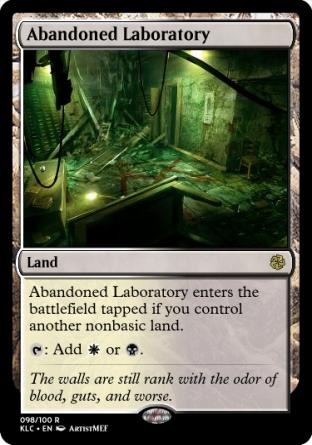 Abandoned Laboratory
Land
Abandoned Laboratory enters the
battlefield tapped if you control
another nonbasic land.
: Add or .
The walls are still rank with the odor of
blood, guts, and worse.
098/100 R
KLC • EN ArtistMEF